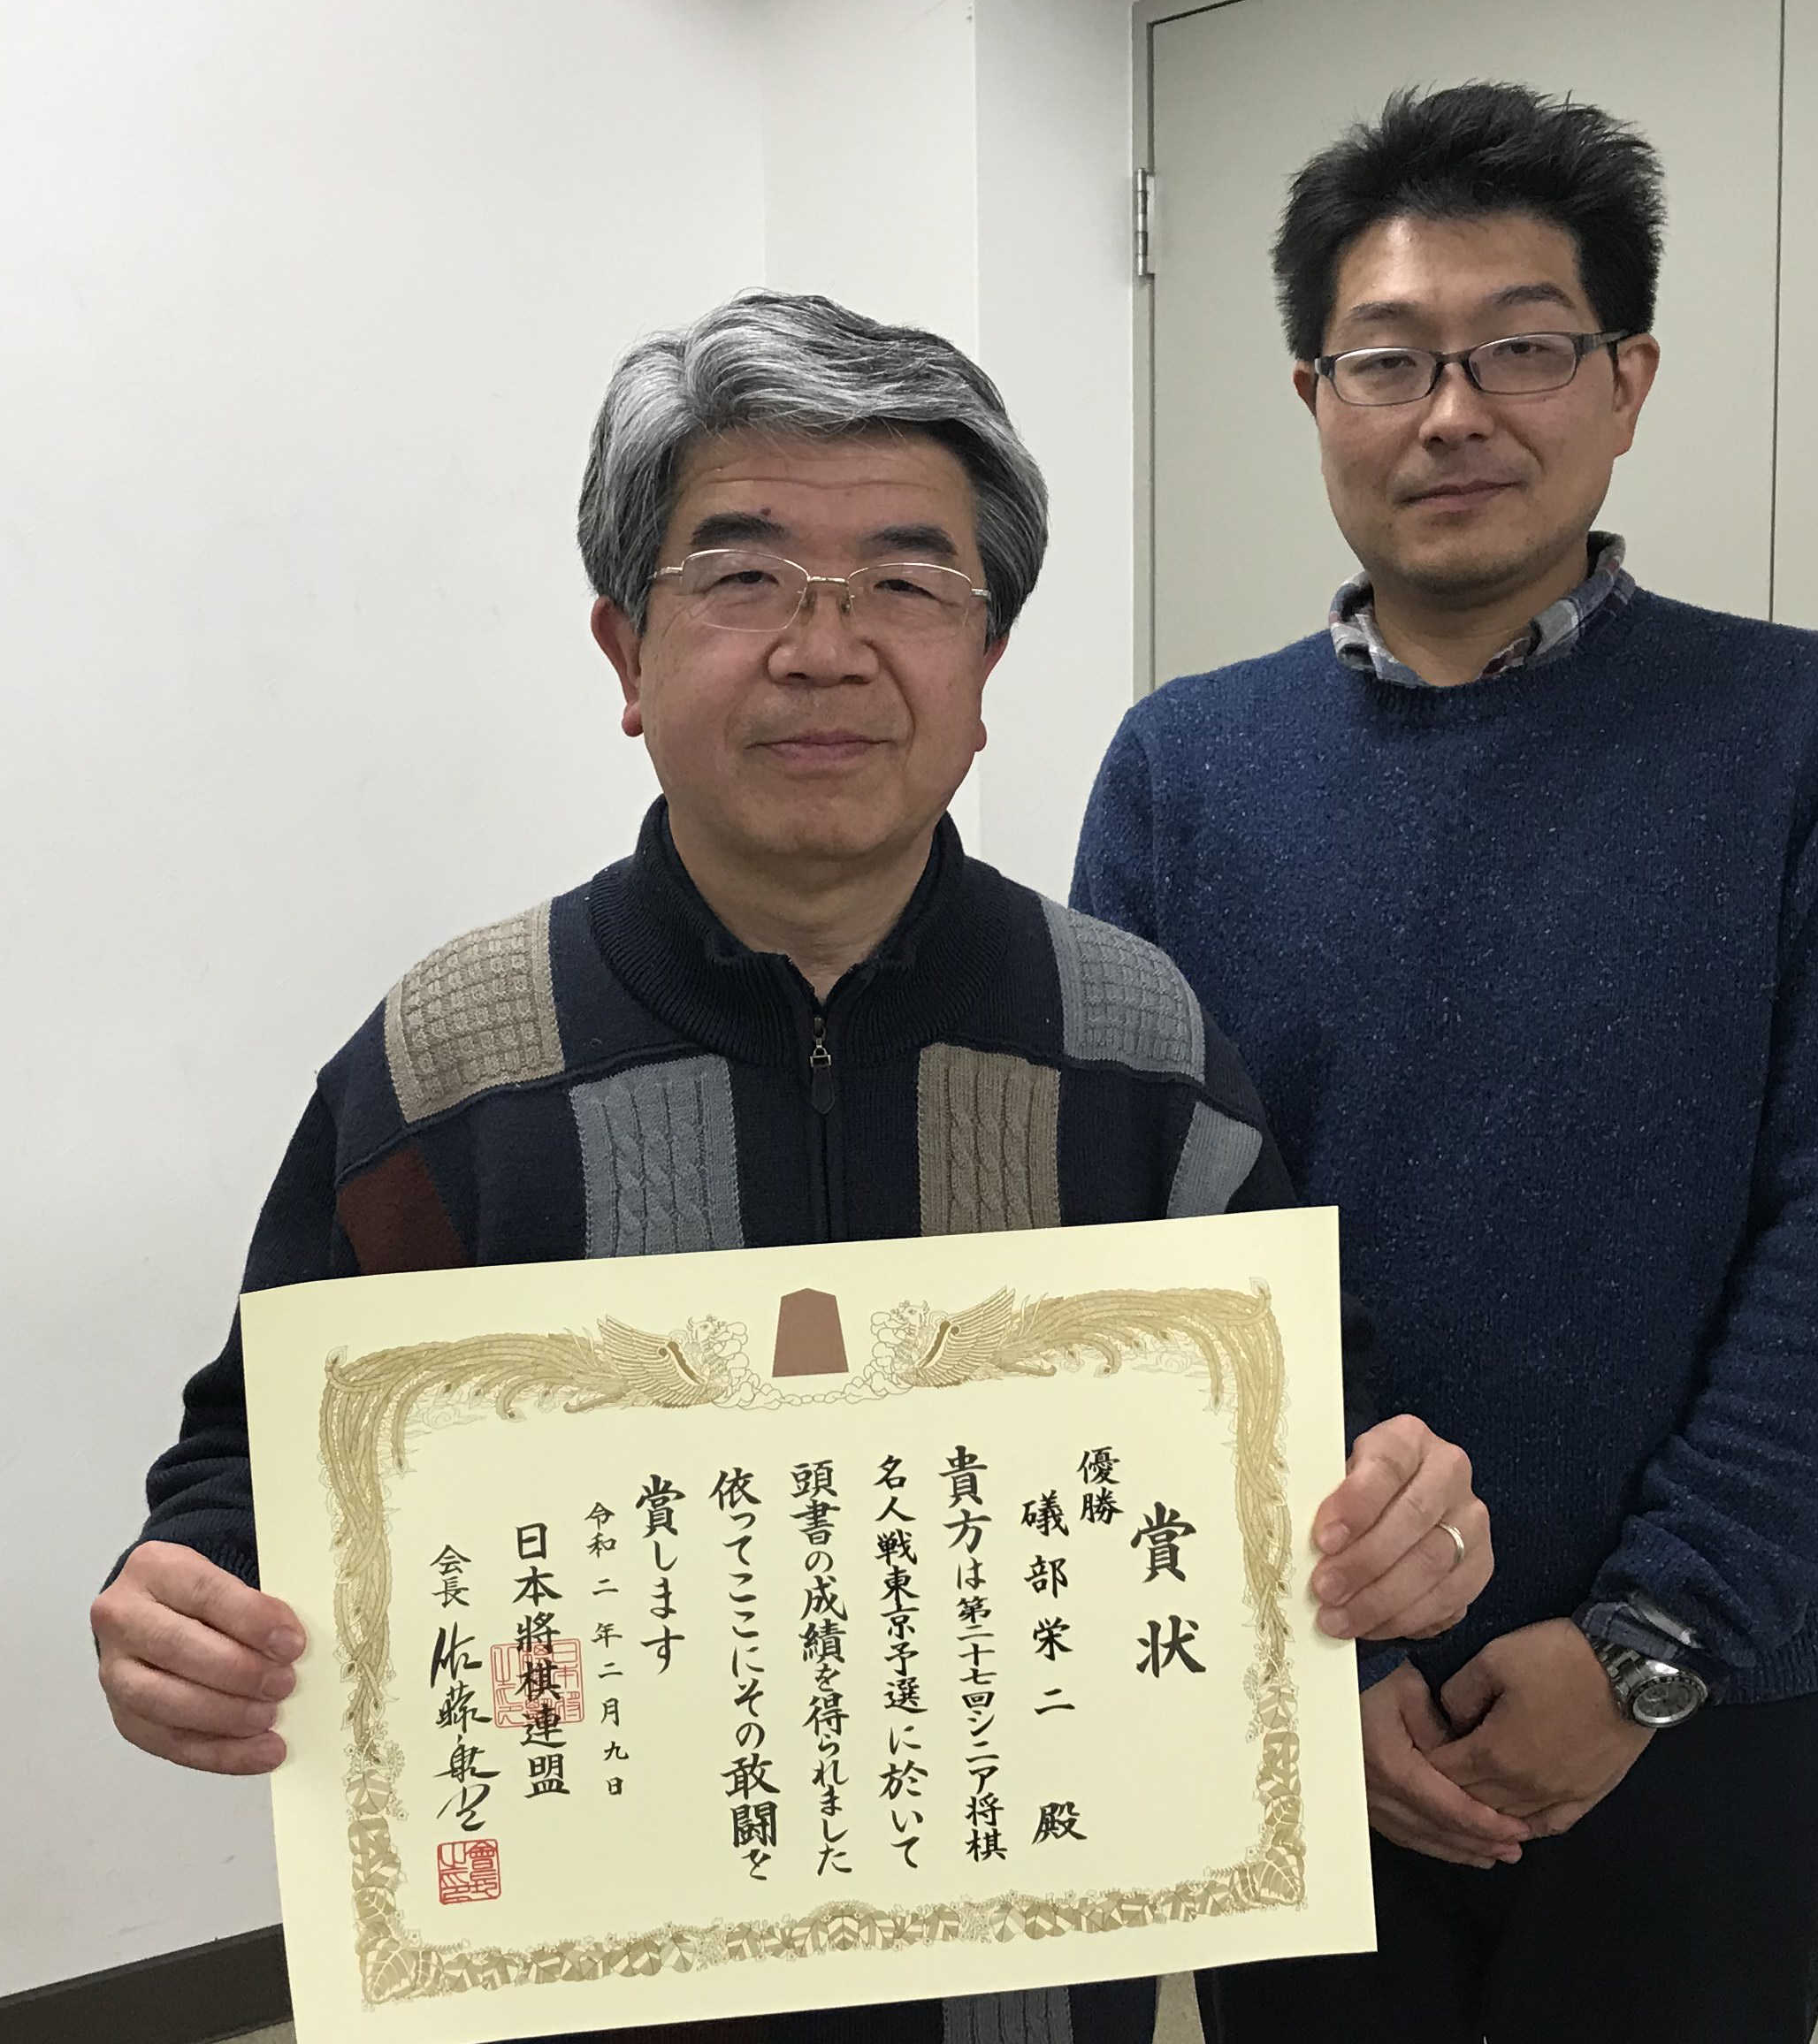 賞状
優勝
礒部栄二 殿
貴方は第二十七回シニア将棋
名人戦東京予選に於いて
頭書の成績を得られました
依ってここにその敢闘を
賞します
令和二年二月九日
日本將棋連盟
会長 佐藤康光